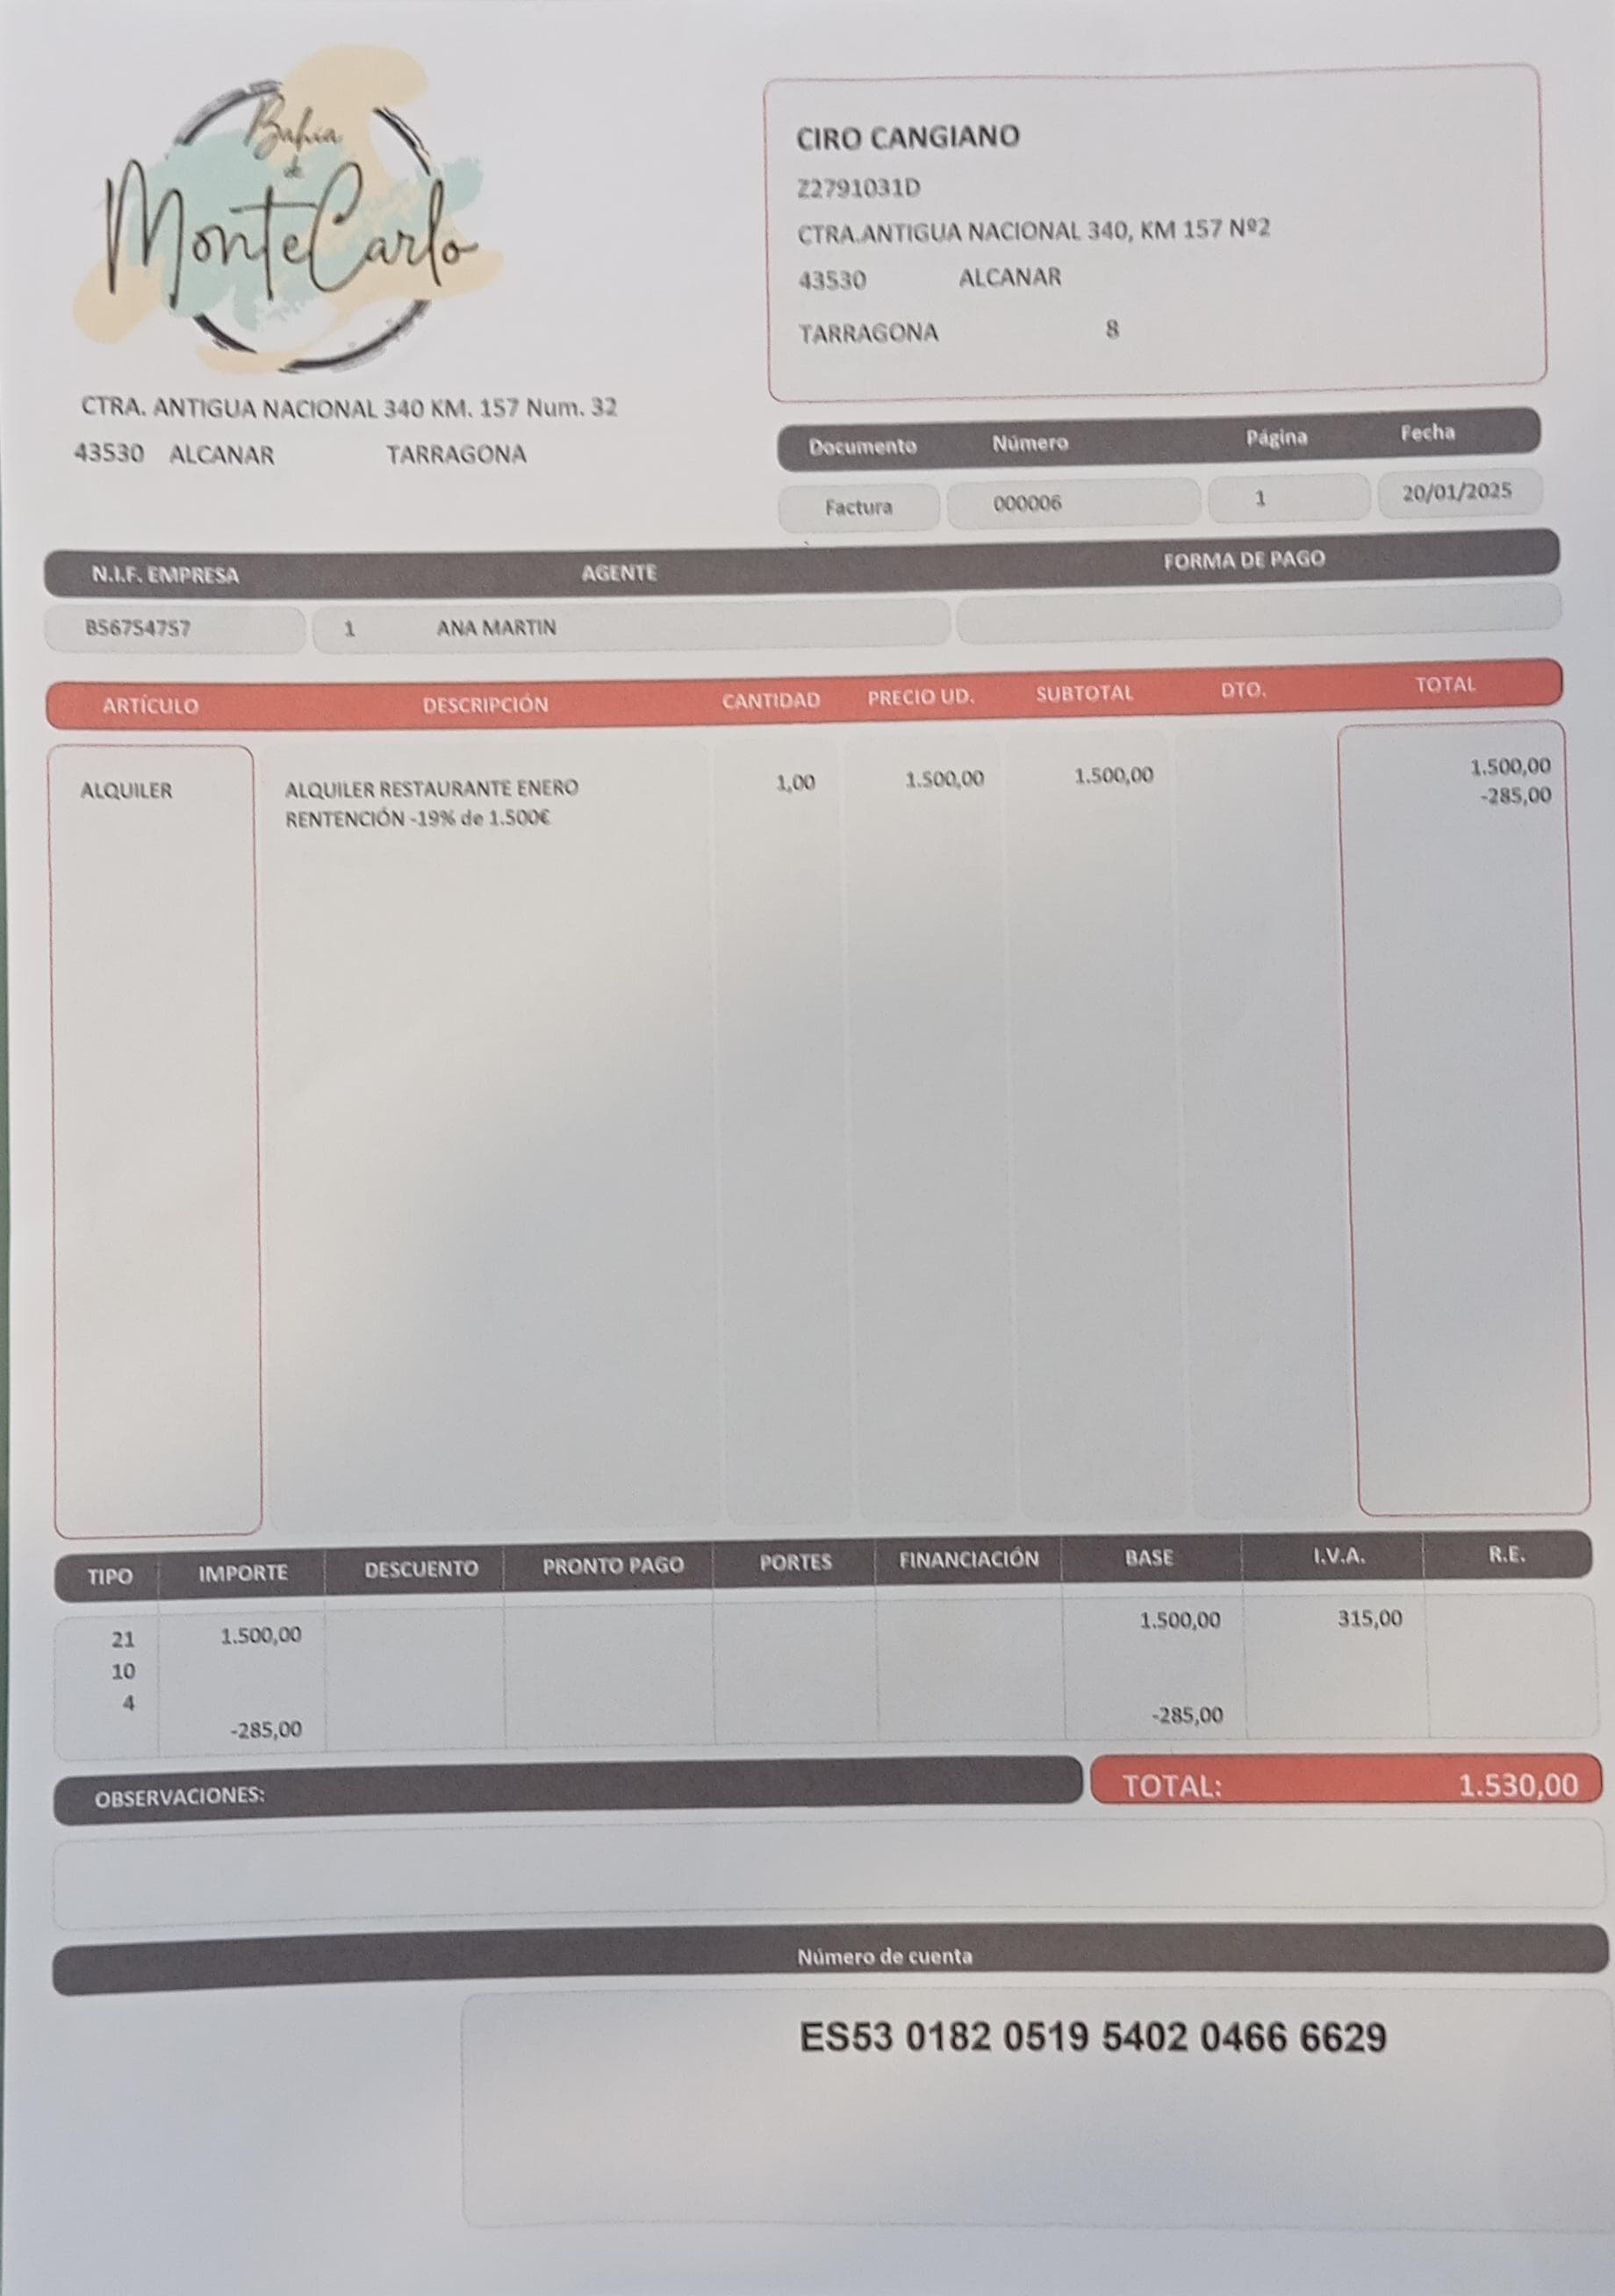 Bahía
de
MonteCarlo
CTRA. ANTIGUA NACIONAL 340 KM. 157 Num. 32
43530 ALCANAR TARRAGONA
CIRO CANGIANO
Z2791031D
CTRA.ANTIGUA NACIONAL 340, KM 157 Nº2
43530 ALCANAR
TARRAGONA 8
Documento Número Página Fecha
Factura 000006 1 20/01/2025
N.I.F. EMPRESA AGENTE FORMA DE PAGO
B56754757 1 ANA MARTIN
ARTÍCULO DESCRIPCIÓN CANTIDAD PRECIO UD. SUBTOTAL DTO. TOTAL
ALQUILER ALQUILER RESTAURANTE ENERO 1,00 1.500,00 1.500,00 1.500,00
RENTENCIÓN -19% de 1.500€ -285,00
TIPO IMPORTE DESCUENTO PRONTO PAGO PORTES FINANCIACIÓN BASE I.V.A. R.E.
21 1.500,00 1.500,00 315,00
10
4
-285,00 -285,00
OBSERVACIONES: TOTAL: 1.530,00
Número de cuenta
ES53 0182 0519 5402 0466 6629